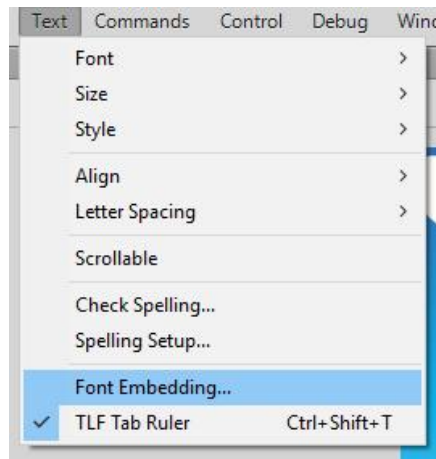 Text Commands Control Debug Wind
Font
Size
Style
Align
Letter Spacing
Scrollable
Check Spelling...
Spelling Setup...
Font Embedding...
TLF Tab Ruler Ctrl+Shift+T